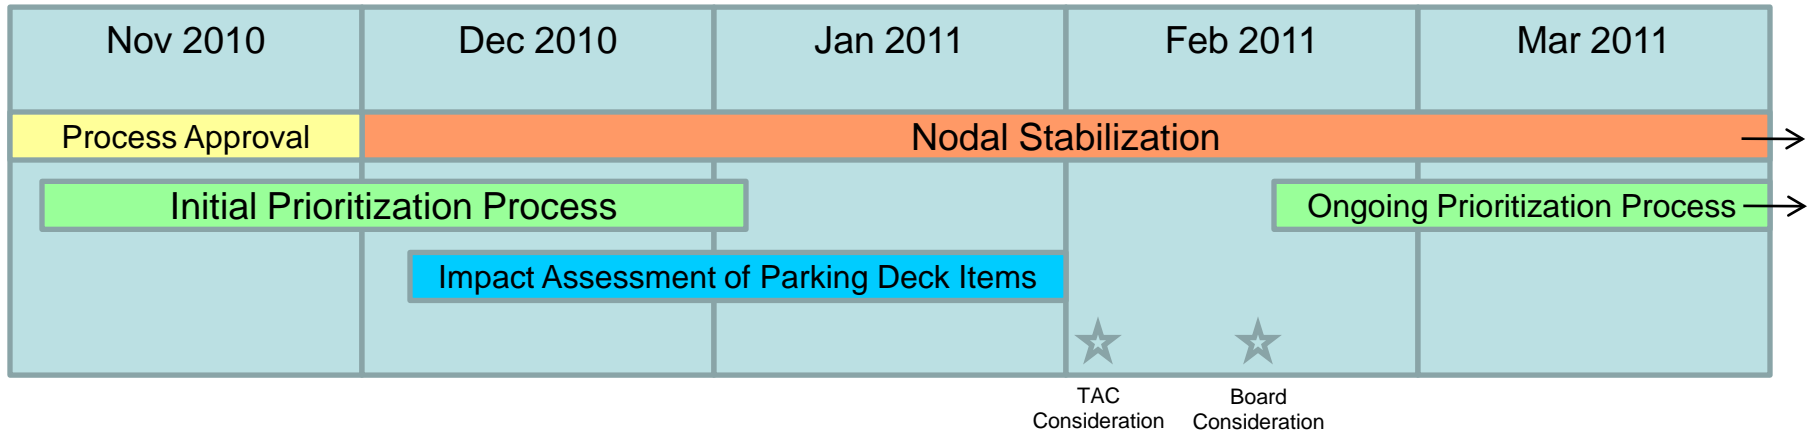 Nov 2010
Dec 2010
Jan 2011
Feb 2011
Mar 2011
Process Approval
Nodal Stabilization
Initial Prioritization Process
Ongoing Prioritization Process
Impact Assessment of Parking Deck Items
TAC
Consideration
Board
Consideration